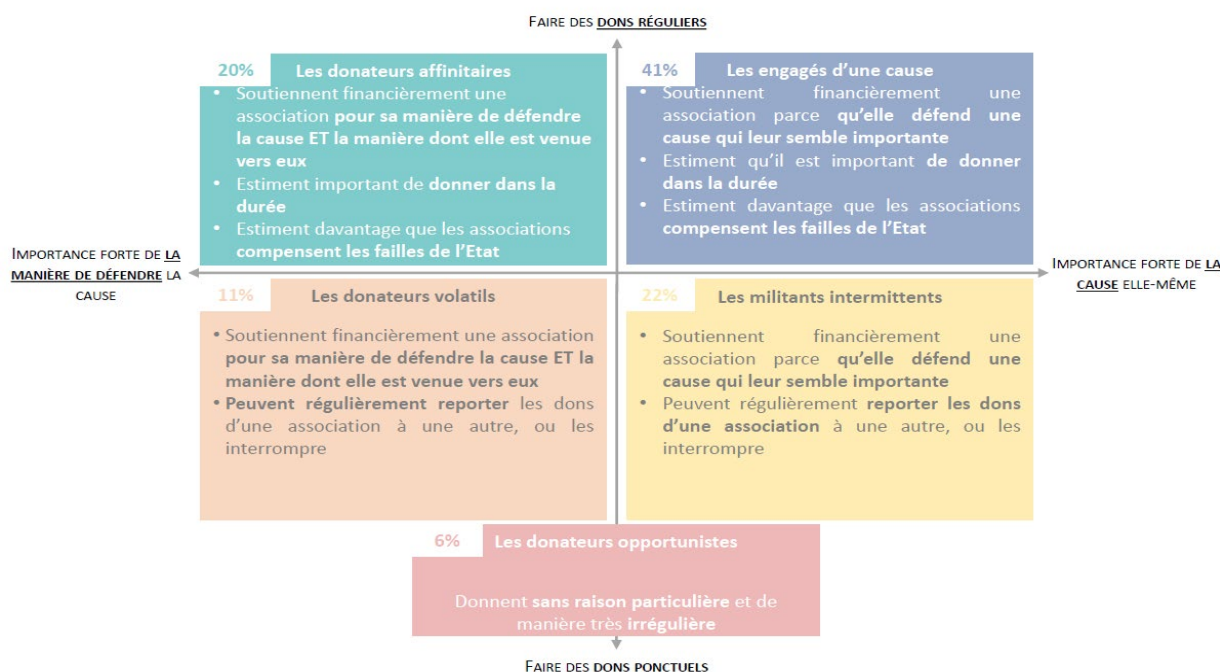 FAIRE DES DONS RÉGULIERS
20% Les donateurs affinitaires
• Soutiennent financièrement une
association pour sa manière de défendre
la cause ET la manière dont elle est venue
vers eux
• Estiment important de donner dans la
durée
• Estiment davantage que les associations
compensent les failles de l'Etat
41% Les engagés d'une cause
• Soutiennent financièrement une
association parce qu'elle défend une
cause qui leur semble importante
• Estiment qu'il est important de donner
dans la durée
• Estiment davantage que les associations
compensent les failles de l'Etat
IMPORTANCE FORTE DE LA
MANIÈRE DE DÉFENDRE LA
CAUSE
IMPORTANCE FORTE DE LA
CAUSE ELLE-MÊME
11% Les donateurs volatils
• Soutiennent financièrement une association
pour sa manière de défendre la cause ET la
manière dont elle est venue vers eux
• Peuvent régulièrement reporter les dons
d'une association à une autre, ou les
interrompre
22% Les militants intermittents
• Soutiennent financièrement une
association parce qu'elle défend une
cause qui leur semble importante
• Peuvent régulièrement reporter les dons
d'une association à une autre, ou les
interrompre
6% Les donateurs opportunistes
Donnent sans raison particulière et de
manière très irrégulière
FAIRE DES DONS PONCTUELS